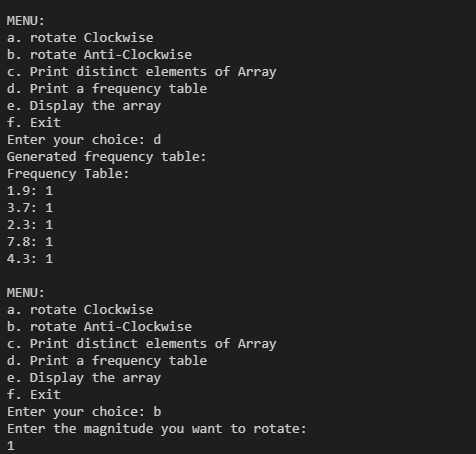 MENU:
a. rotate Clockwise
b. rotate Anti-Clockwise
c. Print distinct elements of Array
d. Print a frequency table
e. Display the array
f. Exit
Enter your choice: d
Generated frequency table:
Frequency Table:
1.9: 1
3.7: 1
2.3: 1
7.8: 1
4.3: 1
MENU:
a. rotate Clockwise
b. rotate Anti-Clockwise
c. Print distinct elements of Array
d. Print a frequency table
e. Display the array
f. Exit
Enter your choice: b
Enter the magnitude you want to rotate:
1